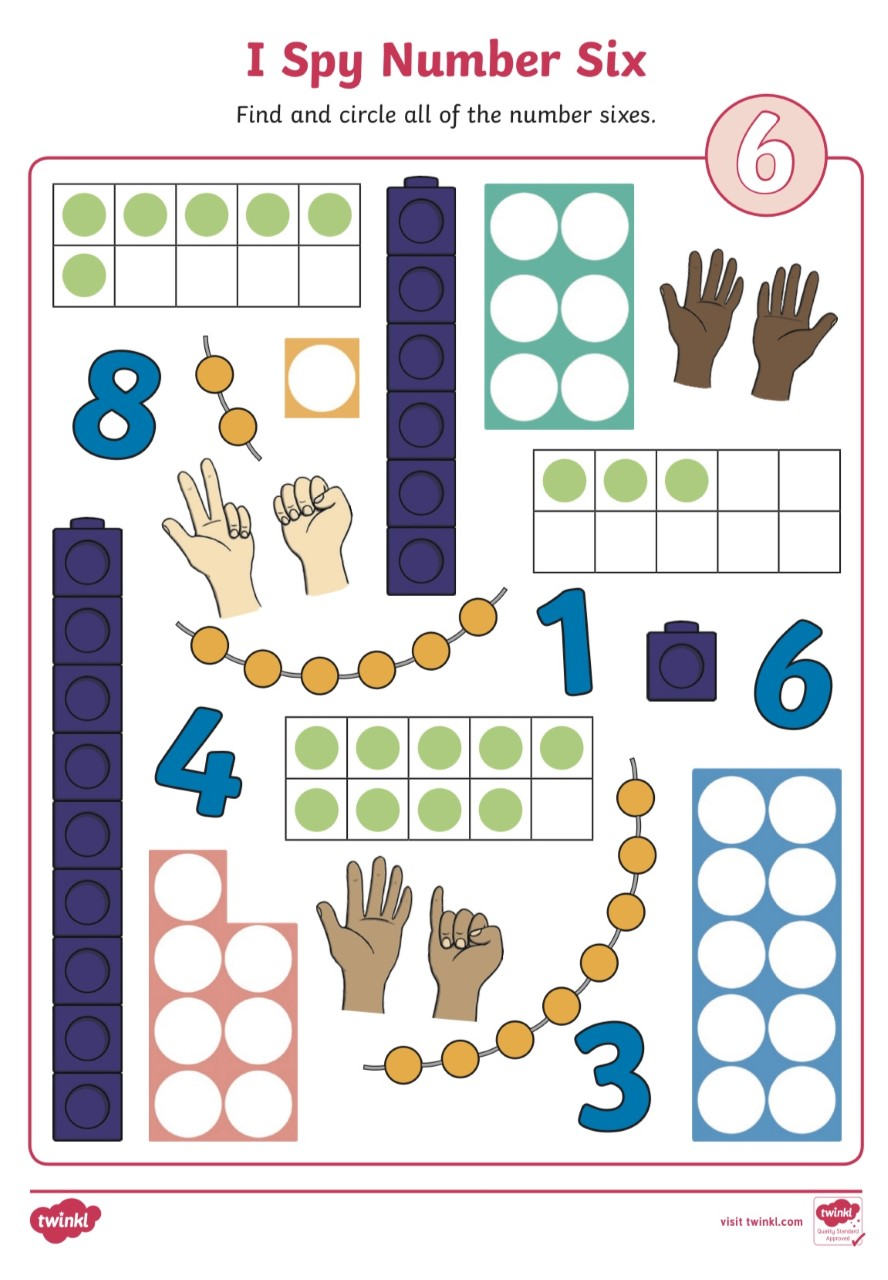 I Spy Number Six
Find and circle all of the number sixes.
6
8
1
6
4
3
twinkl
visit twinkl.com
twinkl
Quality Standard
Approved